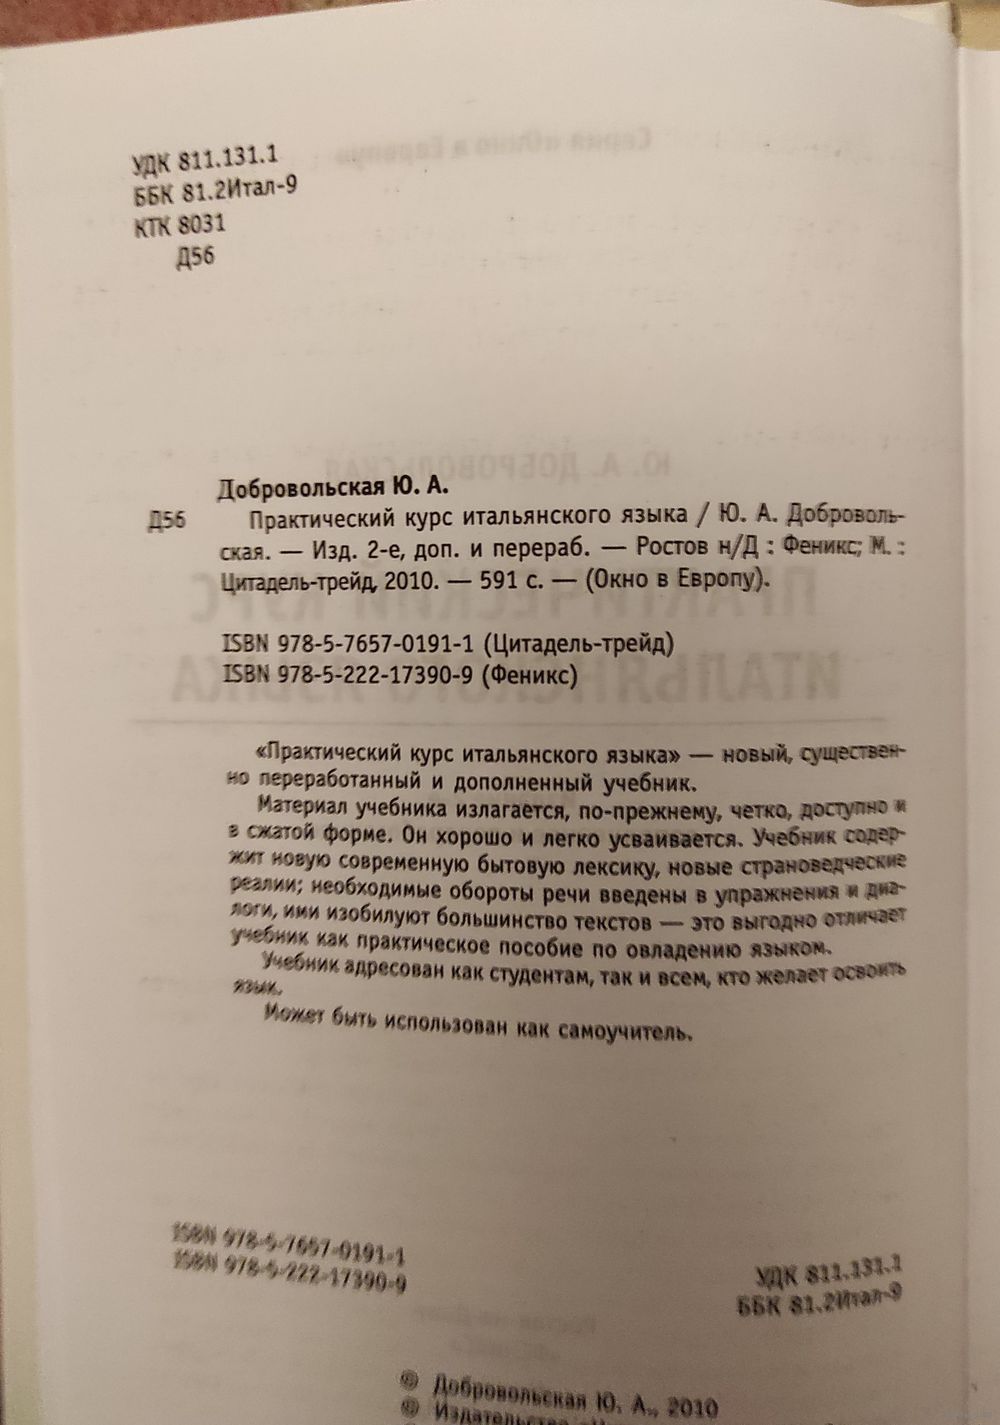 УДК 811.131.1
ББК 81.2Итал-9
КТК 8031
Д56
Добровольская Ю. А.
Д56 Практический курс итальянского языка / Ю. А. Доброволь-
ская. — Изд. 2-е, доп. и перераб. — Ростов н/Д : Феникс; М. :
Цитадель-трейд, 2010. — 591 с. — (Окно в Европу).
ISBN 978-5-7657-0191-1 (Цитадель-трейд)
ISBN 978-5-222-17390-9 (Феникс)
«Практический курс итальянского языка» — новый, существен-
но переработанный и дополненный учебник.
Материал учебника излагается, по-прежнему, четко, доступно и
в сжатой форме. Он хорошо и легко усваивается. Учебник содер-
жит новую современную бытовую лексику, новые страноведческие
реалии; необходимые обороты речи введены в упражнения и диа-
логи, ими изобилуют большинство текстов — это выгодно отличает
учебник как практическое пособие по овладению языком.
Учебник адресован как студентам, так и всем, кто желает освоить
язык.
Может быть использован как самоучитель.
ISBN 978-5-7657-0191-1
ISBN 978-5-222-17390-9
УДК 811.131.1
ББК 81.2Итал-9
© Добровольская Ю. А., 2010
© Издательство